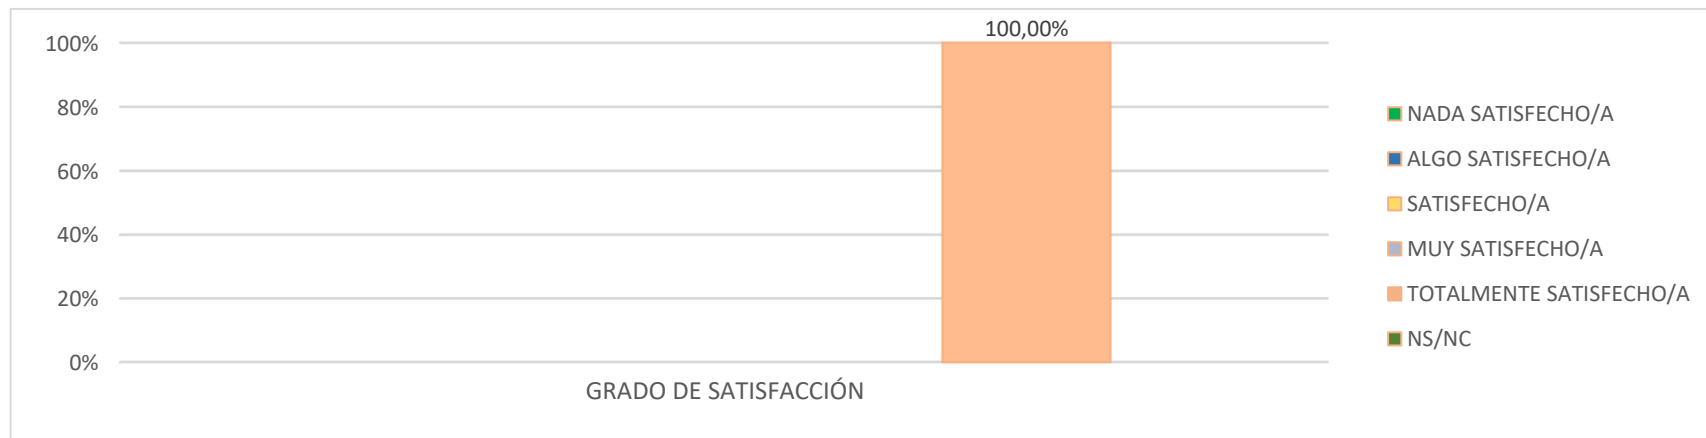 100,00%
100%
80%
60%
40%
20%
0%
GRADO DE SATISFACCIÓN
NADA SATISFECHO/A
ALGO SATISFECHO/A
SATISFECHO/A
MUY SATISFECHO/A
TOTALMENTE SATISFECHO/A
NS/NC